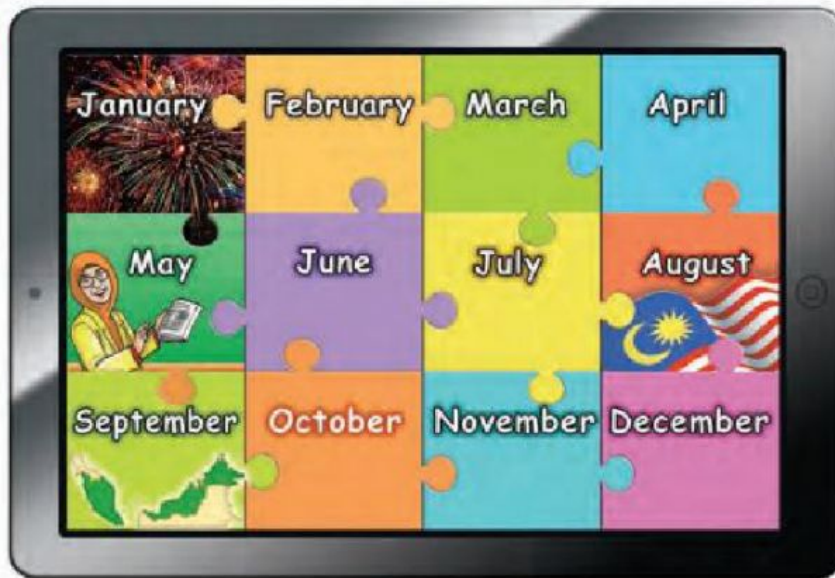 January February March April
May June July August
September October November December